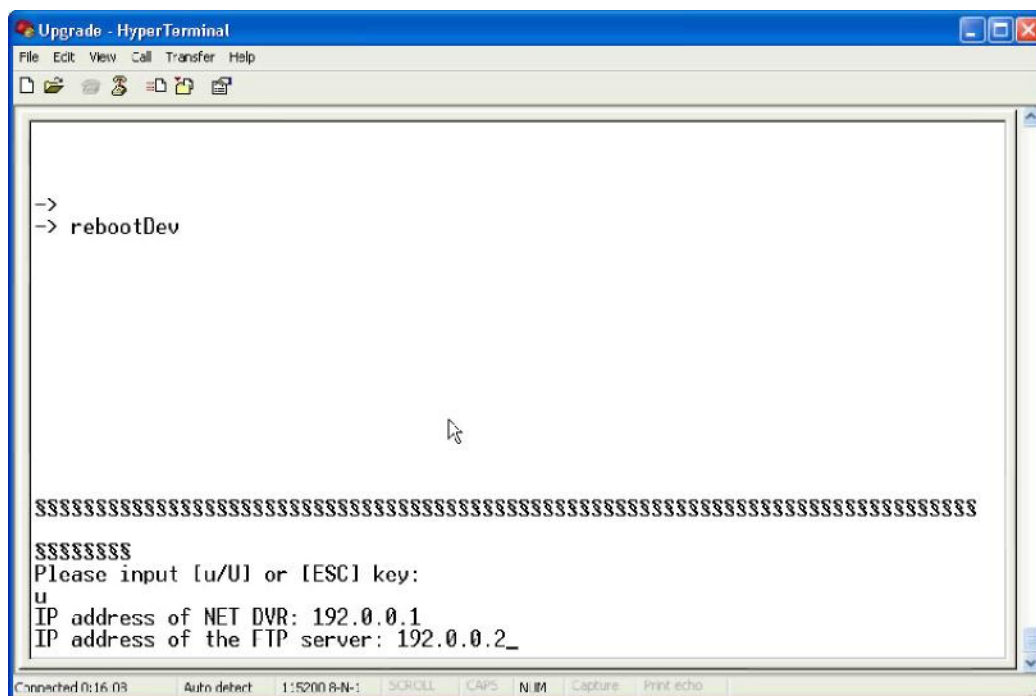 Upgrade - HyperTerminal
File Edit View Call Transfer Help
->
-> rebootDev
§§§§§§§§§§§§§§§§§§§§§§§§§§§§§§§§§§§§§§§§§§§§§§§§§§§§§§§§§§§§§§§§§§§§§§§§§§§§§§
§§§§§§§§
Please input [u/U] or [ESC] key:
u
IP address of NET DVR: 192.0.0.1
IP address of the FTP server: 192.0.0.2_
Connected 0:16:03 Auto detect 115200 8-N-1 SCROLL CAPS NUM Capture Print echo